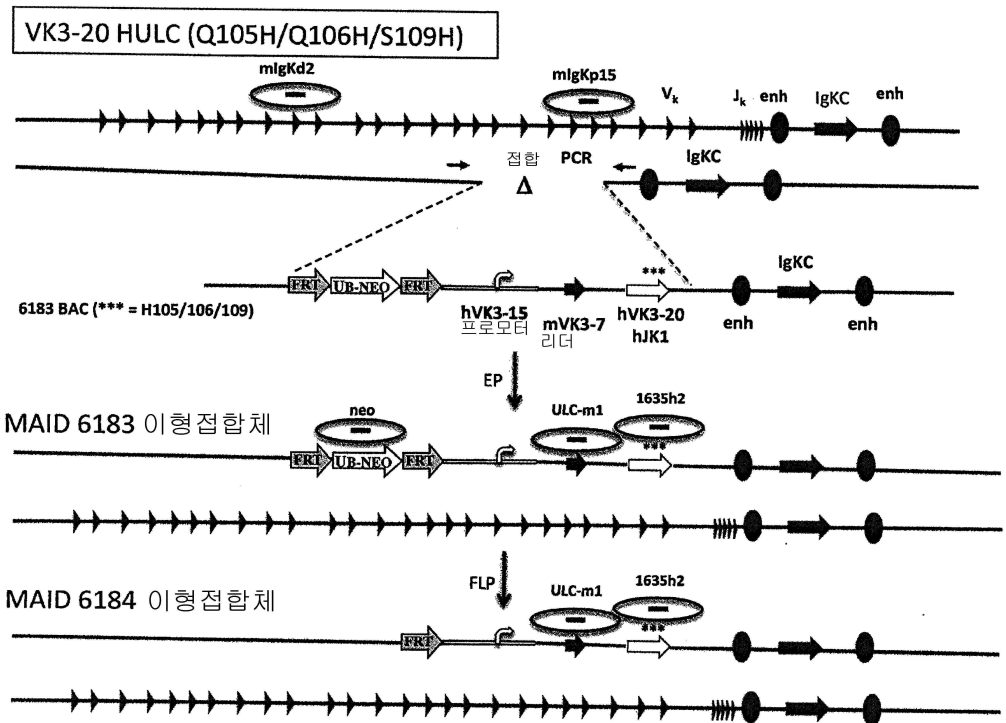 VK3-20 HULC (Q105H/Q106H/S109H)
mIgKd2
mIgKp15
Vk
Jk
enh
IgKC
enh
접합
PCR
IgKC
Δ
FRT
UB-NEO
FRT
***
IgKC
6183 BAC (*** = H105/106/109)
hVK3-15
프로모터
mVK3-7
리더
hVK3-20
hJK1
enh
enh
EP
MAID 6183 이형접합체
neo
ULC-m1
1635h2
***
FRT
UB-NEO
FRT
FLP
MAID 6184 이형접합체
ULC-m1
1635h2
***
FRT